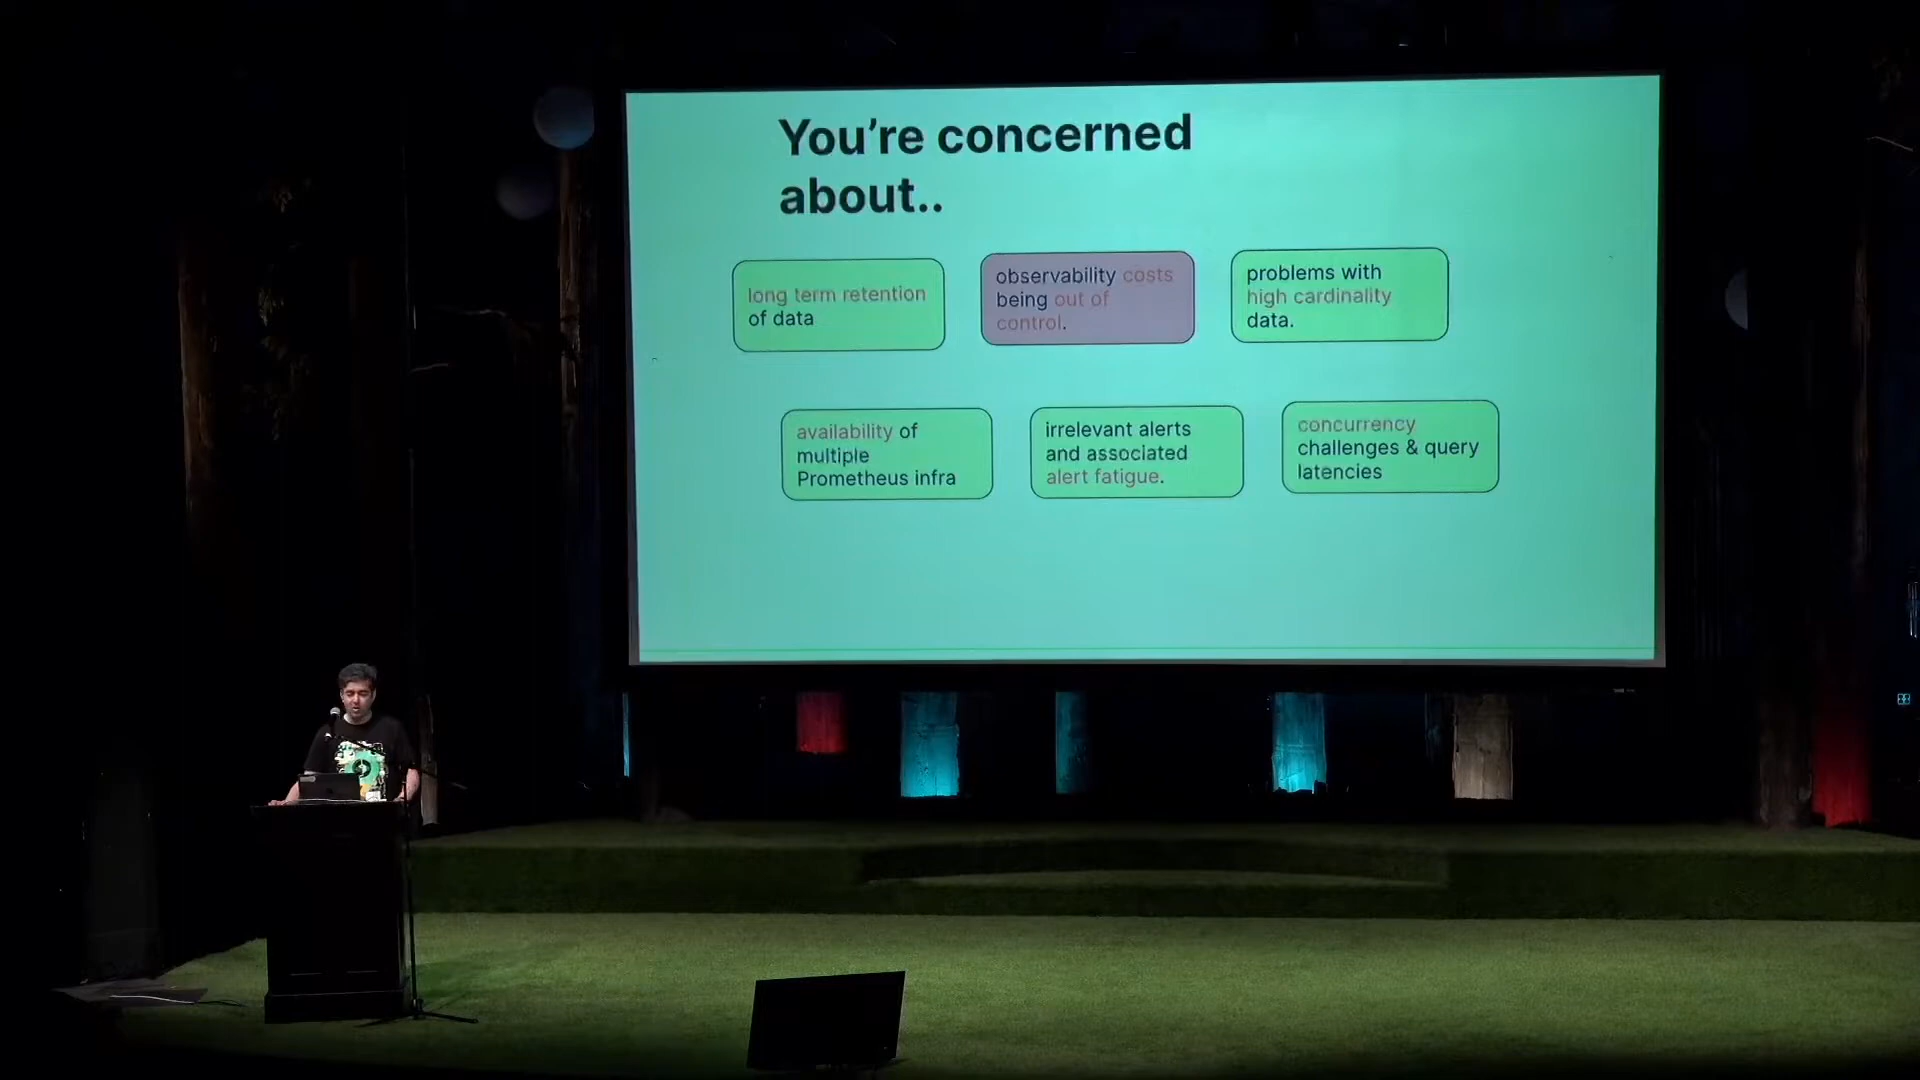 You're concerned
about..
long term retention
of data
observability costs
being out of
control.
problems with
high cardinality
data.
availability of
multiple
Prometheus infra
irrelevant alerts
and associated
alert fatigue.
concurrency
challenges & query
latencies